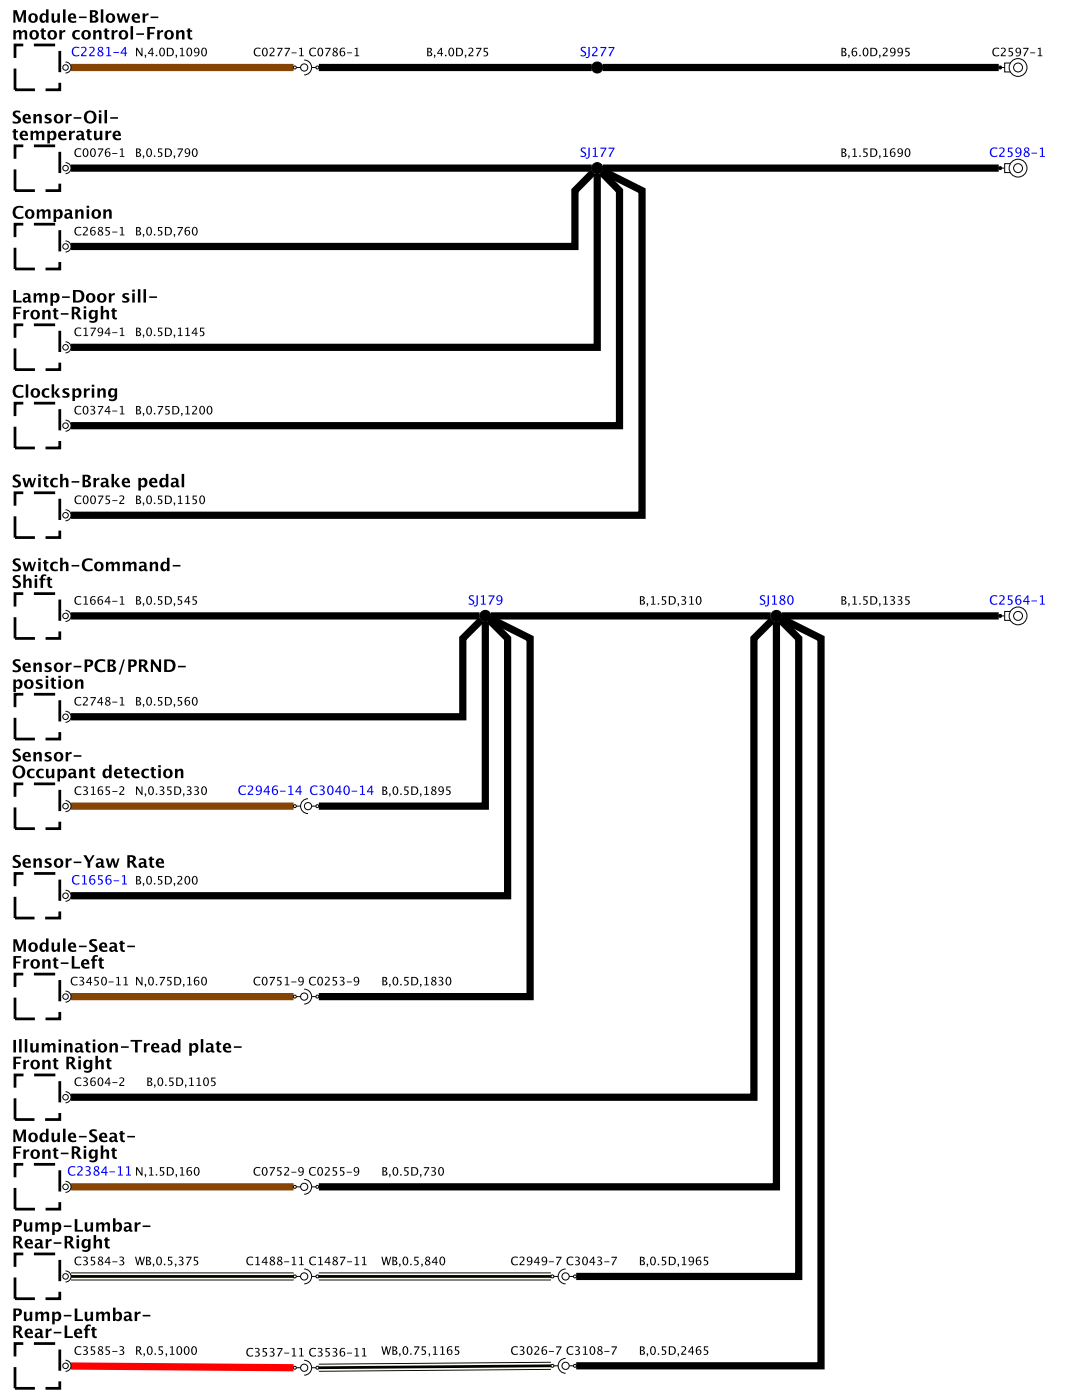 Module-Blower-
motor control-Front
C2281-4 N,4.0D,1090 C0277-1 C0786-1 B,4.0D,275 SJ277 B,6.0D,2995 C2597-1
Sensor-Oil-
temperature
C0076-1 B,0.5D,790 SJ177 B,1.5D,1690 C2598-1
Companion
C2685-1 B,0.5D,760
Lamp-Door sill-
Front-Right
C1794-1 B,0.5D,1145
Clockspring
C0374-1 B,0.75D,1200
Switch-Brake pedal
C0075-2 B,0.5D,1150
Switch-Command-
Shift
C1664-1 B,0.5D,545 SJ179 B,1.5D,310 SJ180 B,1.5D,1335 C2564-1
Sensor-PCB/PRND-
position
C2748-1 B,0.5D,560
Sensor-
Occupant detection
C3165-2 N,0.35D,330 C2946-14 C3040-14 B,0.5D,1895
Sensor-Yaw Rate
C1656-1 B,0.5D,200
Module-Seat-
Front-Left
C3450-11 N,0.75D,160 C0751-9 C0253-9 B,0.5D,1830
Illumination-Tread plate-
Front Right
C3604-2 B,0.5D,1105
Module-Seat-
Front-Right
C2384-11 N,1.5D,160 C0752-9 C0255-9 B,0.5D,730
Pump-Lumbar-
Rear-Right
C3584-3 WB,0.5,375 C1488-11 C1487-11 WB,0.5,840 C2949-7 C3043-7 B,0.5D,1965
Pump-Lumbar-
Rear-Left
C3585-3 R,0.5,1000 C3537-11 C3536-11 WB,0.75,1165 C3026-7 C3108-7 B,0.5D,2465